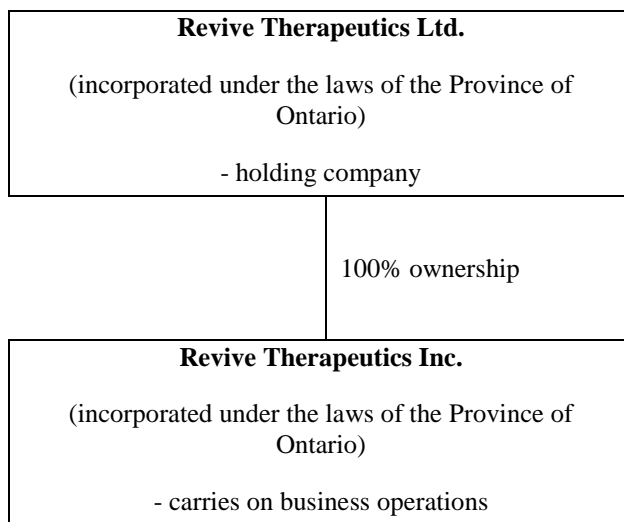 Revive Therapeutics Ltd.
(incorporated under the laws of the Province of
Ontario)
- holding company
100% ownership
Revive Therapeutics Inc.
(incorporated under the laws of the Province of
Ontario)
- carries on business operations